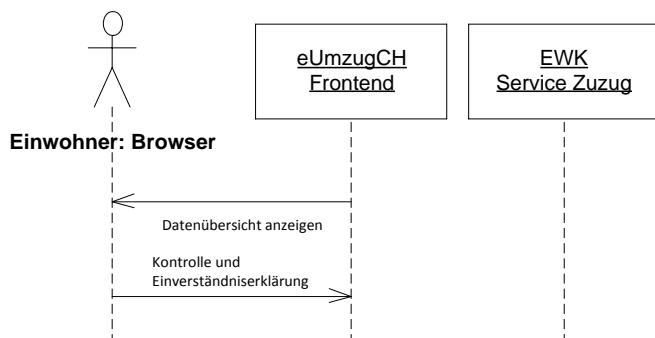 eUmzugCH
Frontend
EWK
Service Zuzug
Einwohner: Browser
Datenübersicht anzeigen
Kontrolle und
Einverständniserklärung